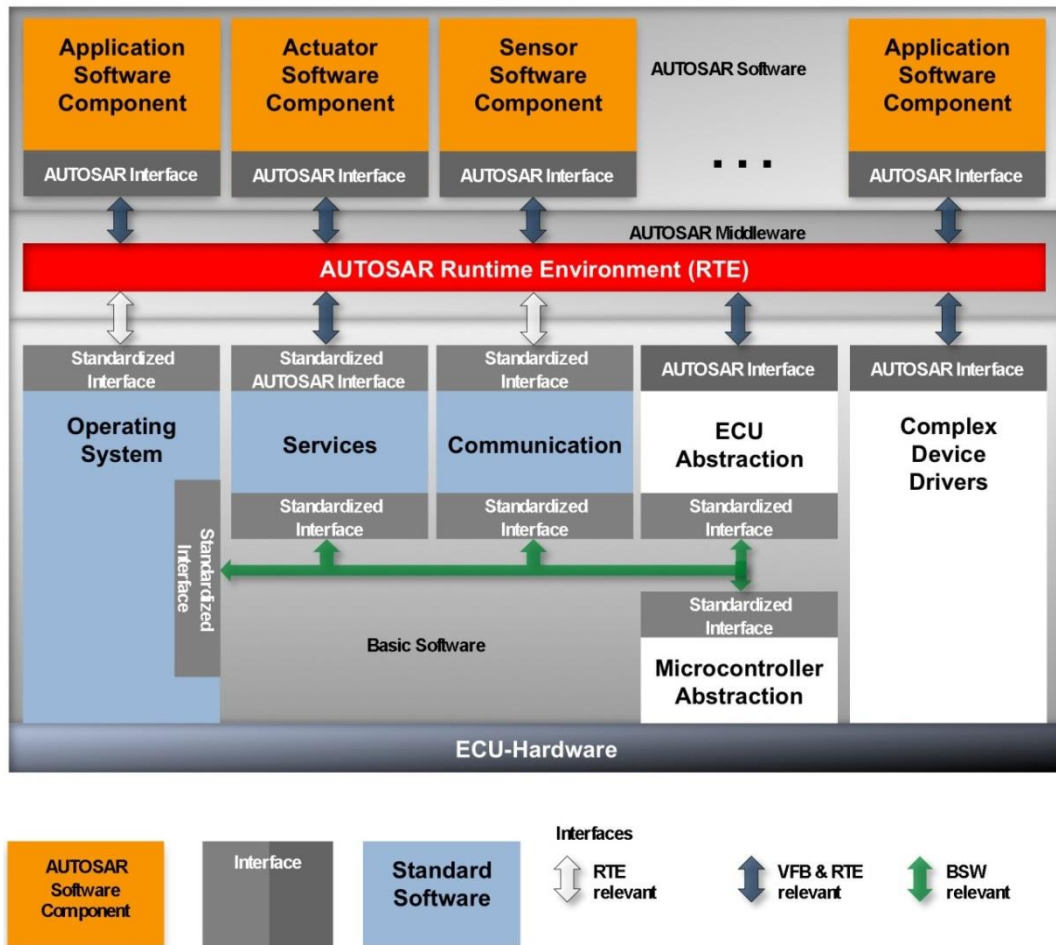 Application
Software
Component
AUTOSAR Interface
Actuator
Software
Component
AUTOSAR Interface
Sensor
Software
Component
AUTOSAR Interface
AUTOSAR Software
. . .
Application
Software
Component
AUTOSAR Interface
AUTOSAR Middleware
AUTOSAR Runtime Environment (RTE)
Standardized
Interface
Operating
System
Standardized
Interface
Standardized
AUTOSAR Interface
Services
Standardized
Interface
Standardized
Interface
Communication
Standardized
Interface
AUTOSAR Interface
ECU
Abstraction
Standardized
Interface
AUTOSAR Interface
Complex
Device
Drivers
Standardized
Interface
Microcontroller
Abstraction
Basic Software
ECU-Hardware
AUTOSAR
Software
Component
Interface
Standard
Software
Interfaces
RTE
relevant
VFB & RTE
relevant
BSW
relevant